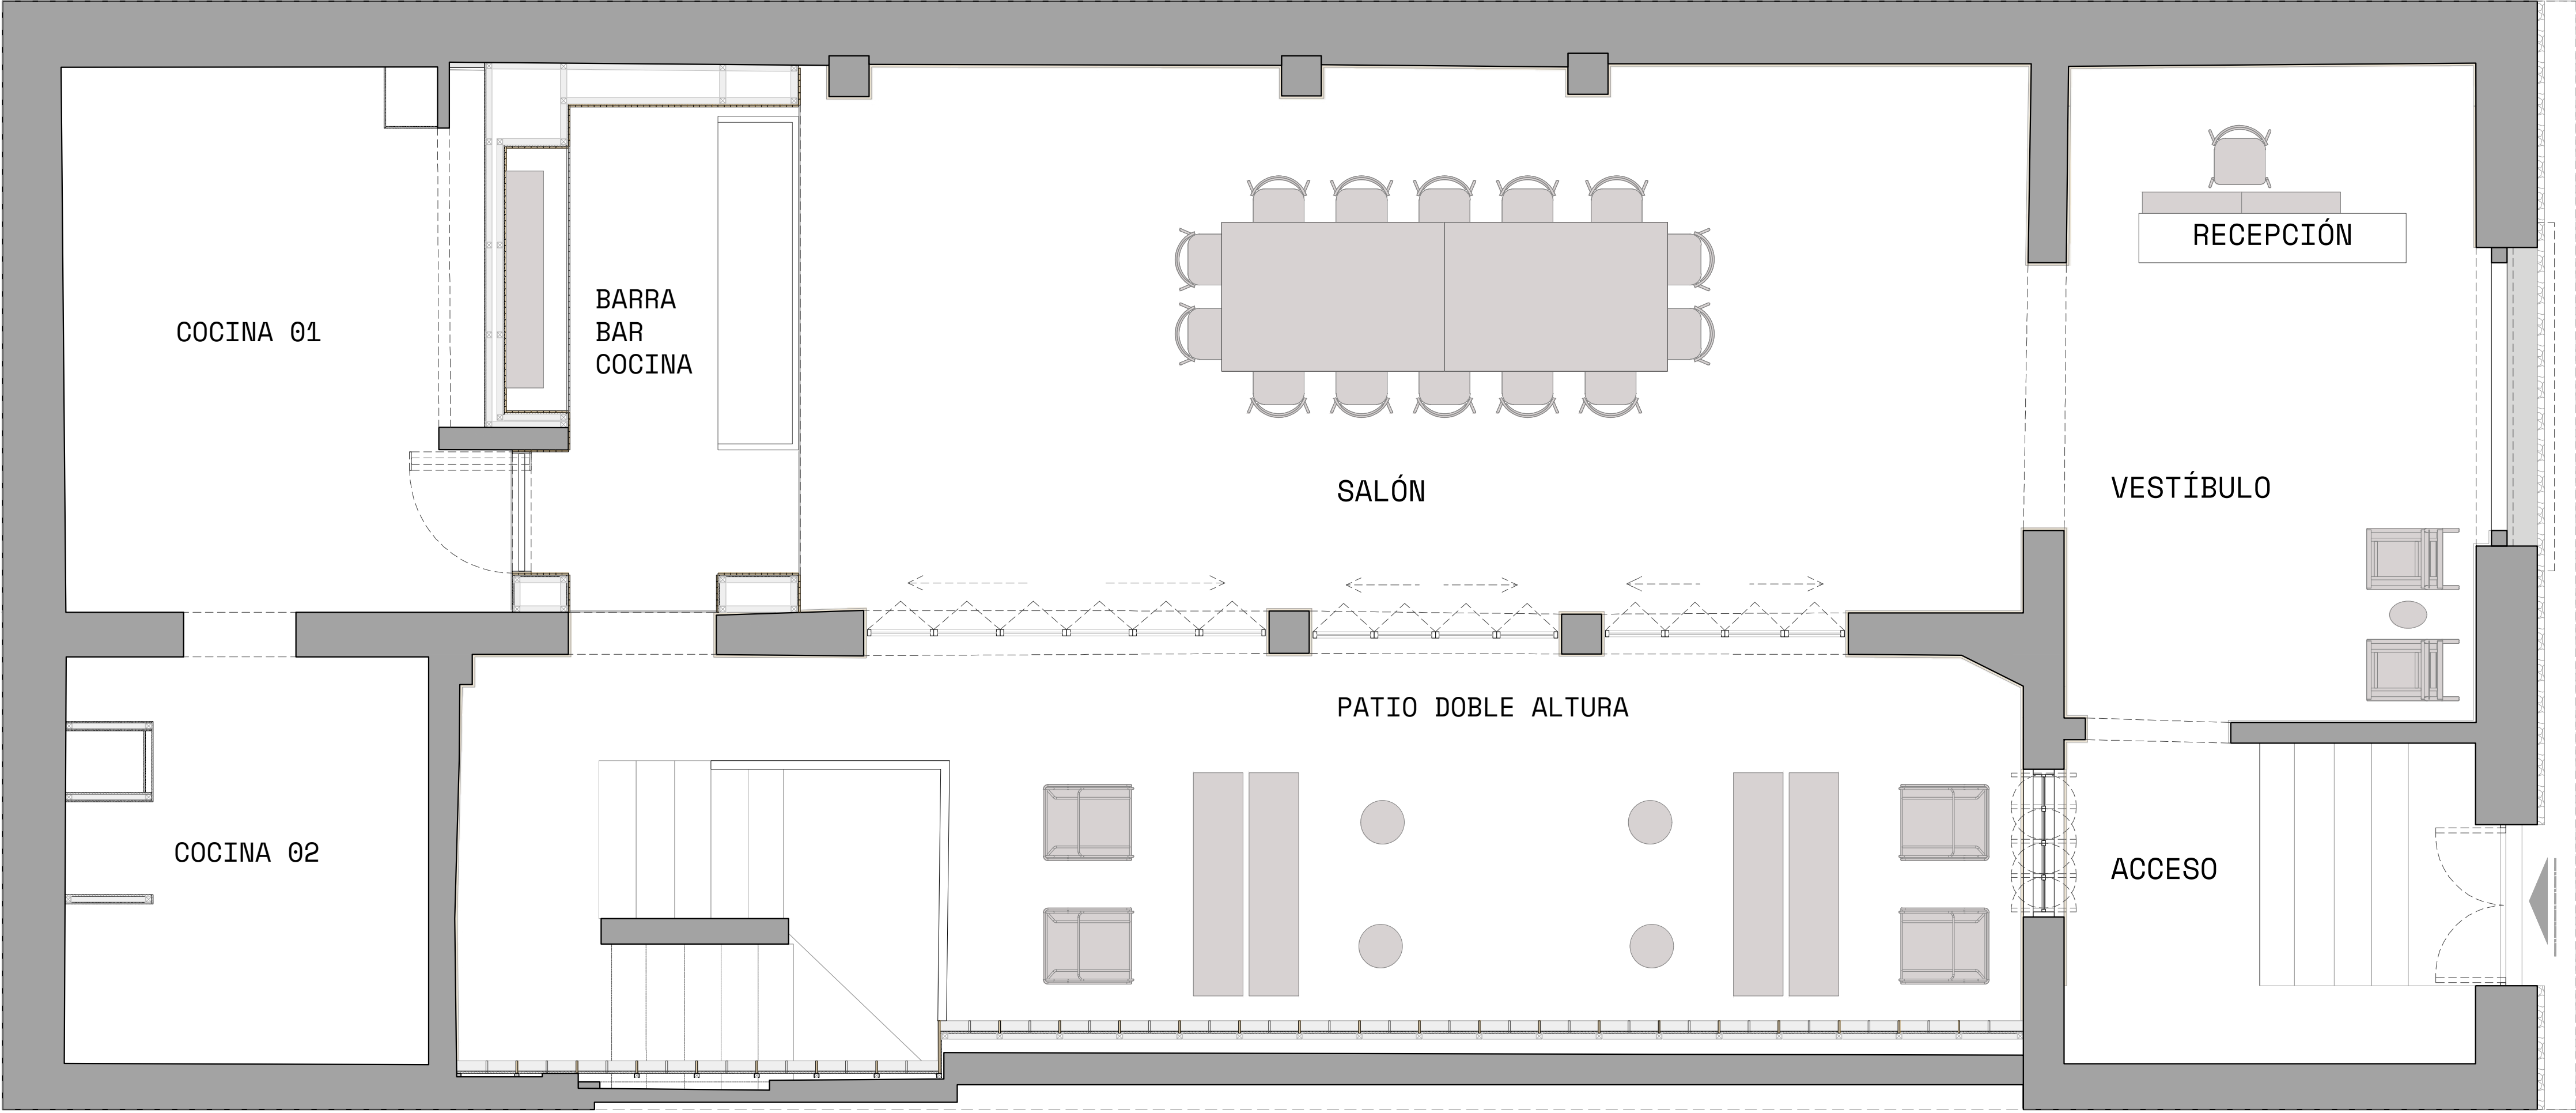 RECEPCIÓN
BARRA
BAR
COCINA
COCINA 01
SALÓN
VESTÍBULO
PATIO DOBLE ALTURA
COCINA 02
ACCESO